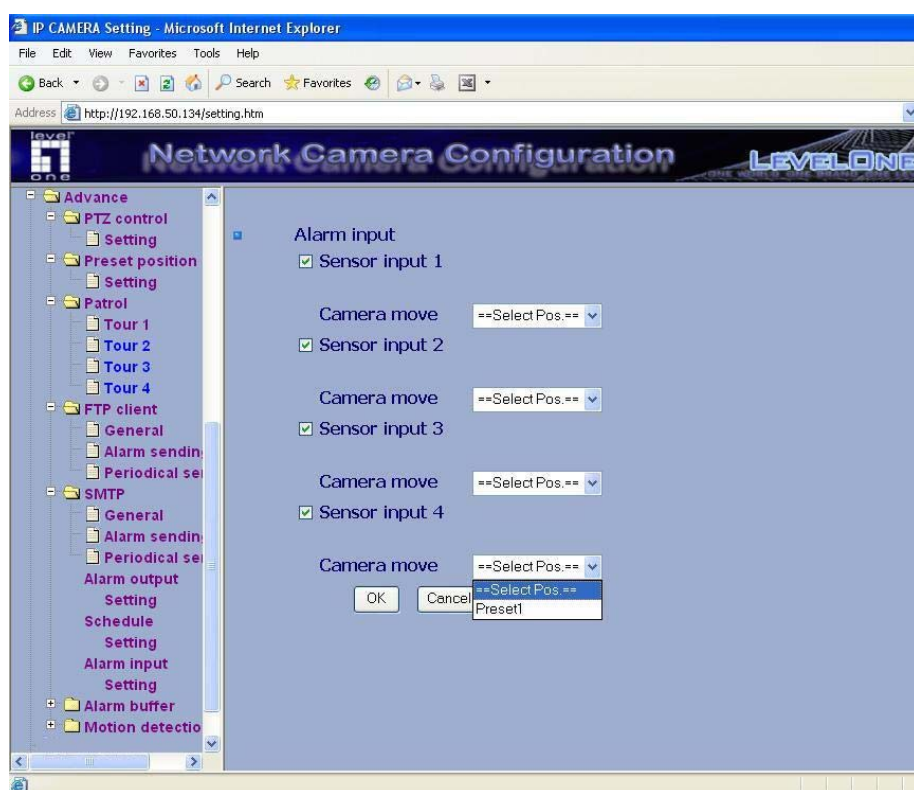 IP CAMERA Setting - Microsoft Internet Explorer
File Edit View Favorites Tools Help
Back Search Favorites
Address http://192.168.50.134/setting.htm
level one
Network Camera Configuration
LEVELONE
Advance
PTZ control
Setting
Preset position
Setting
Patrol
Tour 1
Tour 2
Tour 3
Tour 4
FTP client
General
Alarm sendin
Periodical se
SMTP
General
Alarm sendin
Periodical se
Alarm output
Setting
Schedule
Setting
Alarm input
Setting
Alarm buffer
Motion detectio
Alarm input
Sensor input 1
Camera move ==Select Pos.==
Sensor input 2
Camera move ==Select Pos.==
Sensor input 3
Camera move ==Select Pos.==
Sensor input 4
Camera move ==Select Pos.==
==Select Pos.==
Preset1
OK Cancel